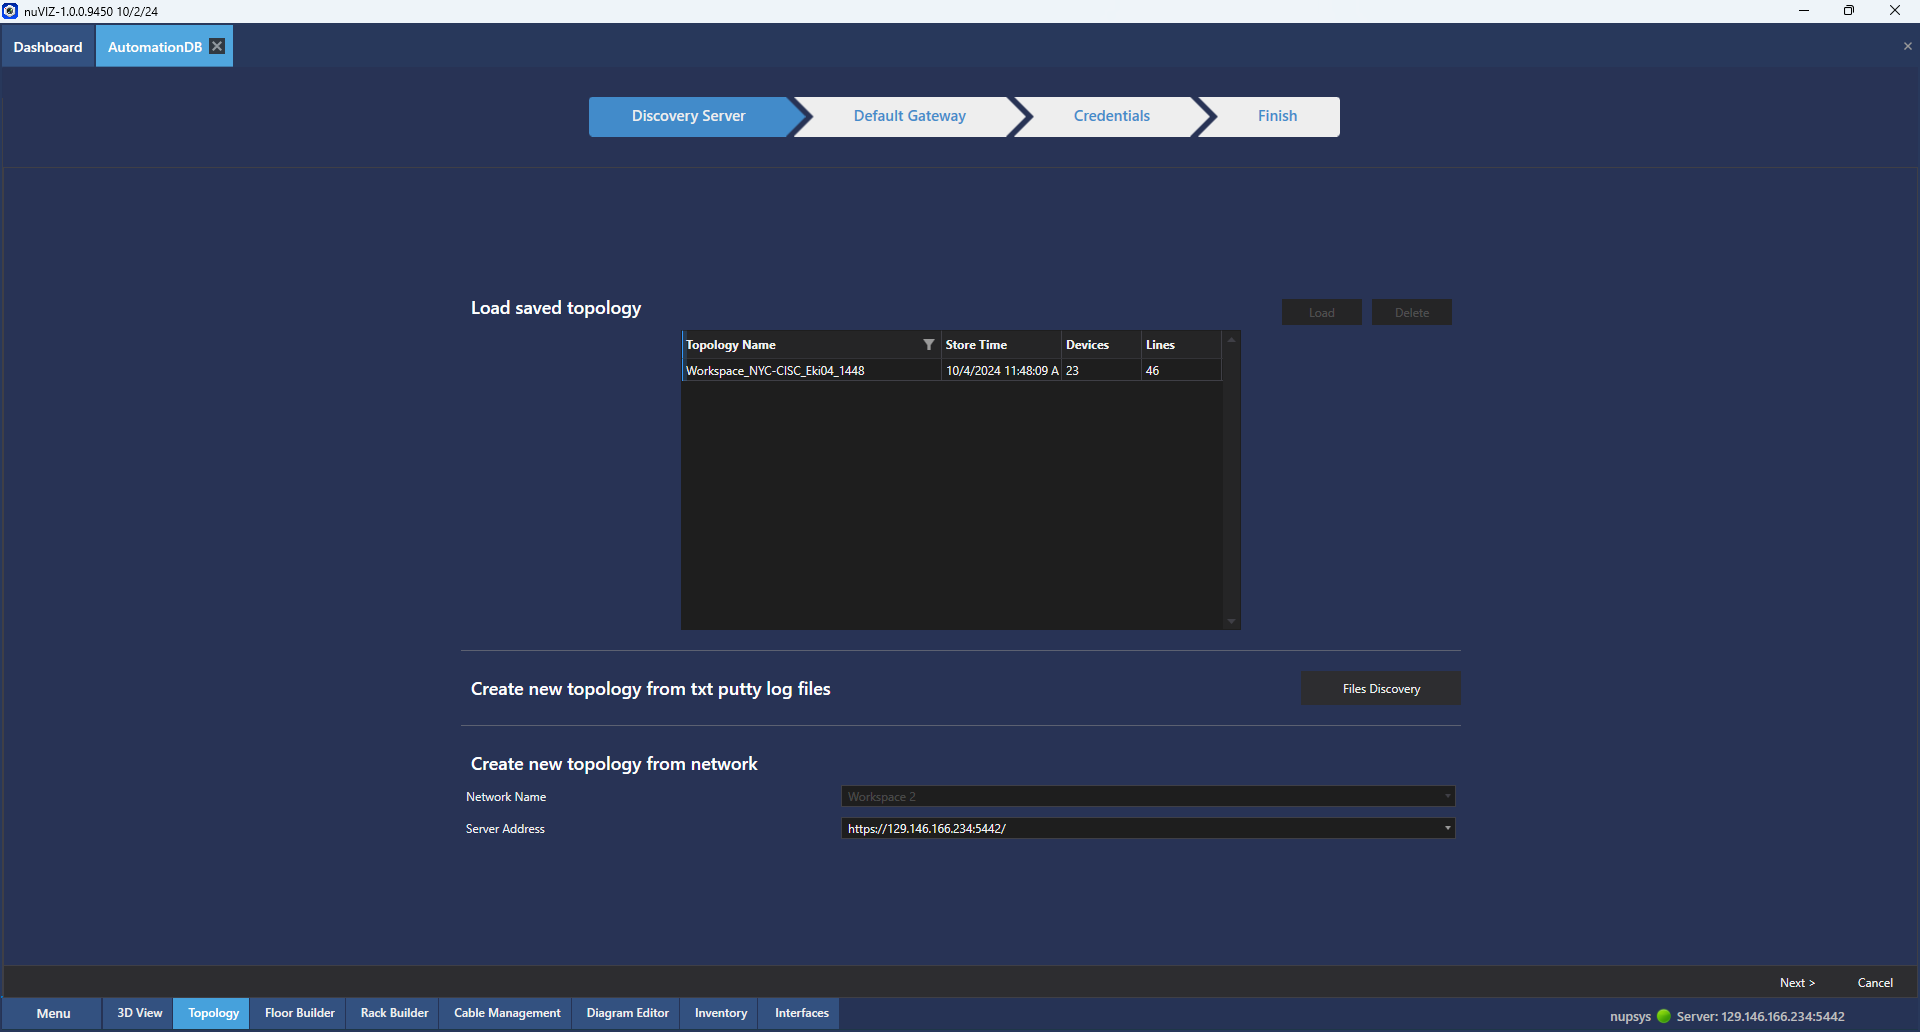 nuVIZ-1.0.0.9450 10/2/24
Dashboard AutomationDB
Discovery Server Default Gateway Credentials Finish
Load saved topology
Load Delete
Topology Name Store Time Devices Lines
Workspace_NYC-CISC_Eki04_1448 10/4/2024 11:48:09 A 23 46
Create new topology from txt putty log files
Files Discovery
Create new topology from network
Network Name Workspace 2
Server Address https://129.146.166.234:5442/
Next > Cancel
Menu 3D View Topology Floor Builder Rack Builder Cable Management Diagram Editor Inventory Interfaces
nupsys Server: 129.146.166.234:5442